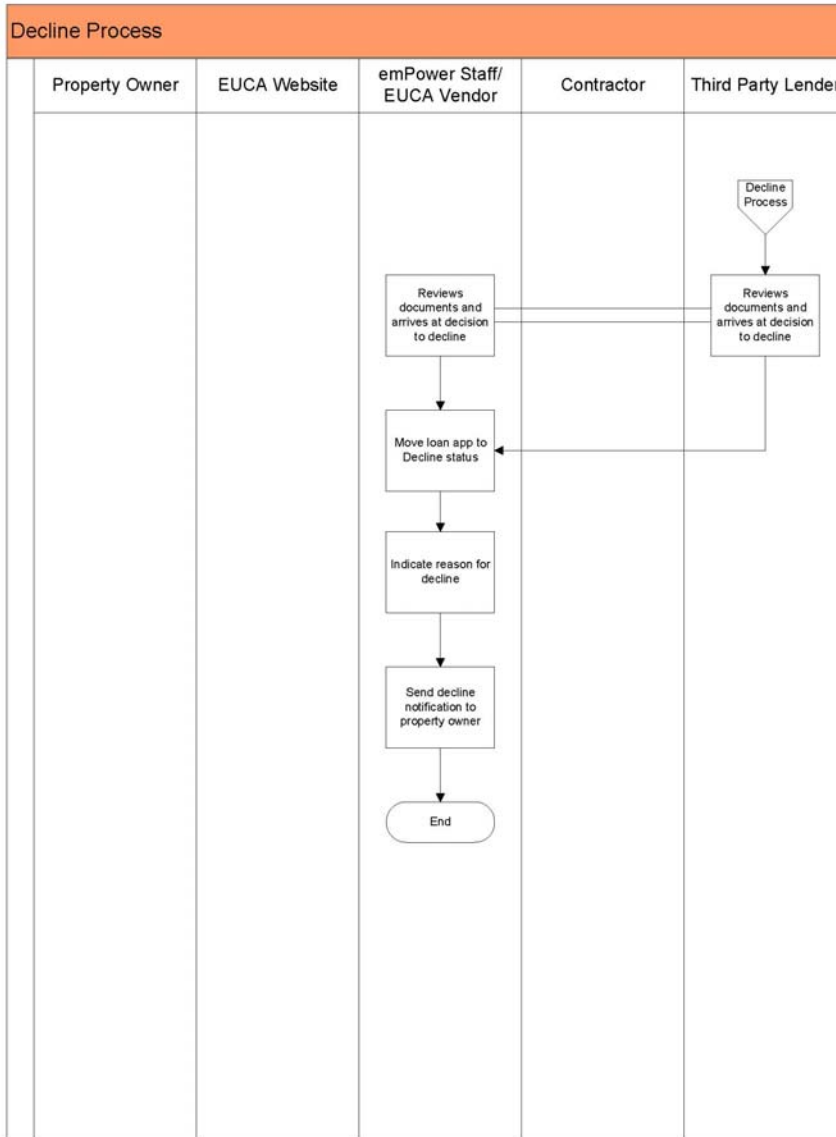 Decline Process
Property Owner
EUCA Website
emPower Staff/
EUCA Vendor
Contractor
Third Party Lender
Decline
Process
Reviews
documents and
arrives at decision
to decline
Reviews
documents and
arrives at decision
to decline
Move loan app to
Decline status
Indicate reason for
decline
Send decline
notification to
property owner
End